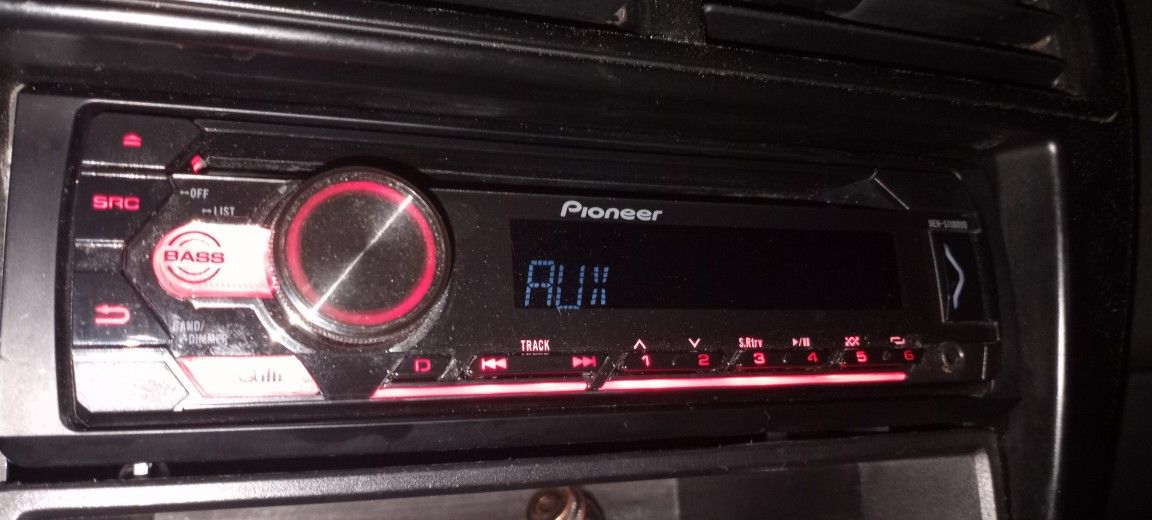 Pioneer
SRC
OFF
LIST
BASS
AUX
BAND/
DIMMER
TRACK
S.Rtrv
D
1
2
3
4
5
6